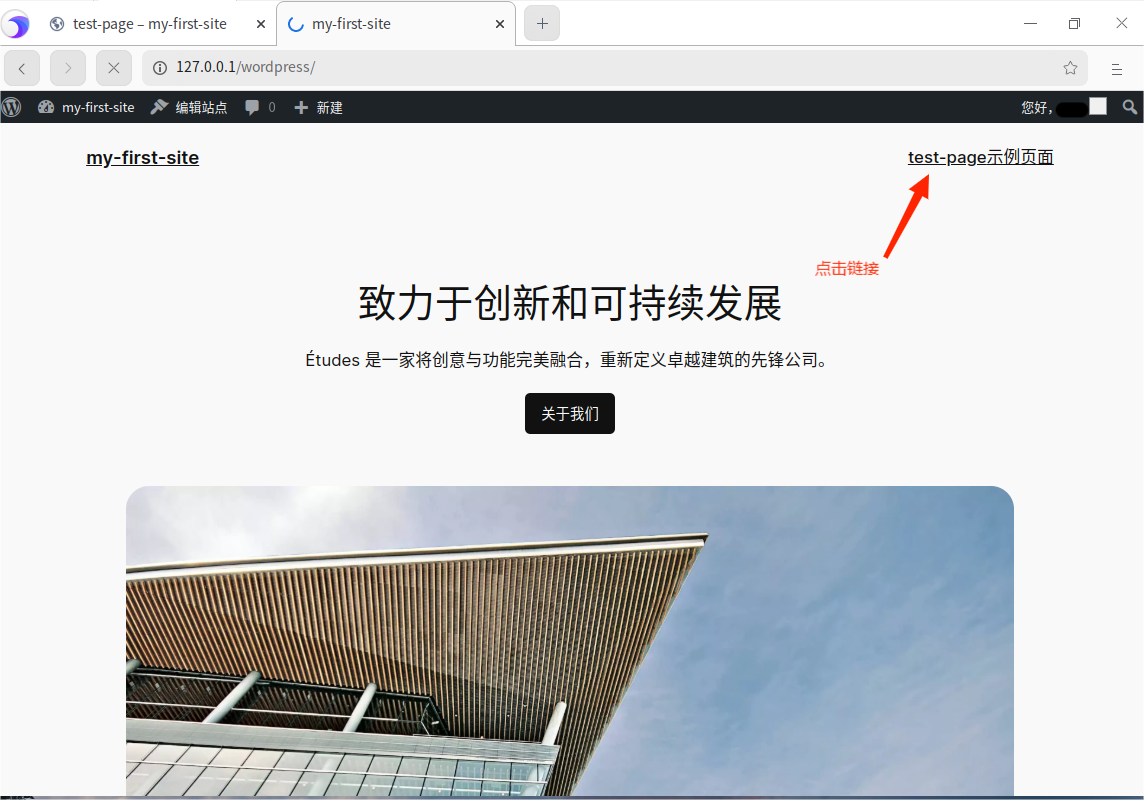 test-page – my-first-site
my-first-site
127.0.0.1/wordpress/
my-first-site
编辑站点
0
新建
您好，
my-first-site
test-page示例页面
点击链接
致力于创新和可持续发展
Études 是一家将创意与功能完美融合，重新定义卓越建筑的先锋公司。
关于我们